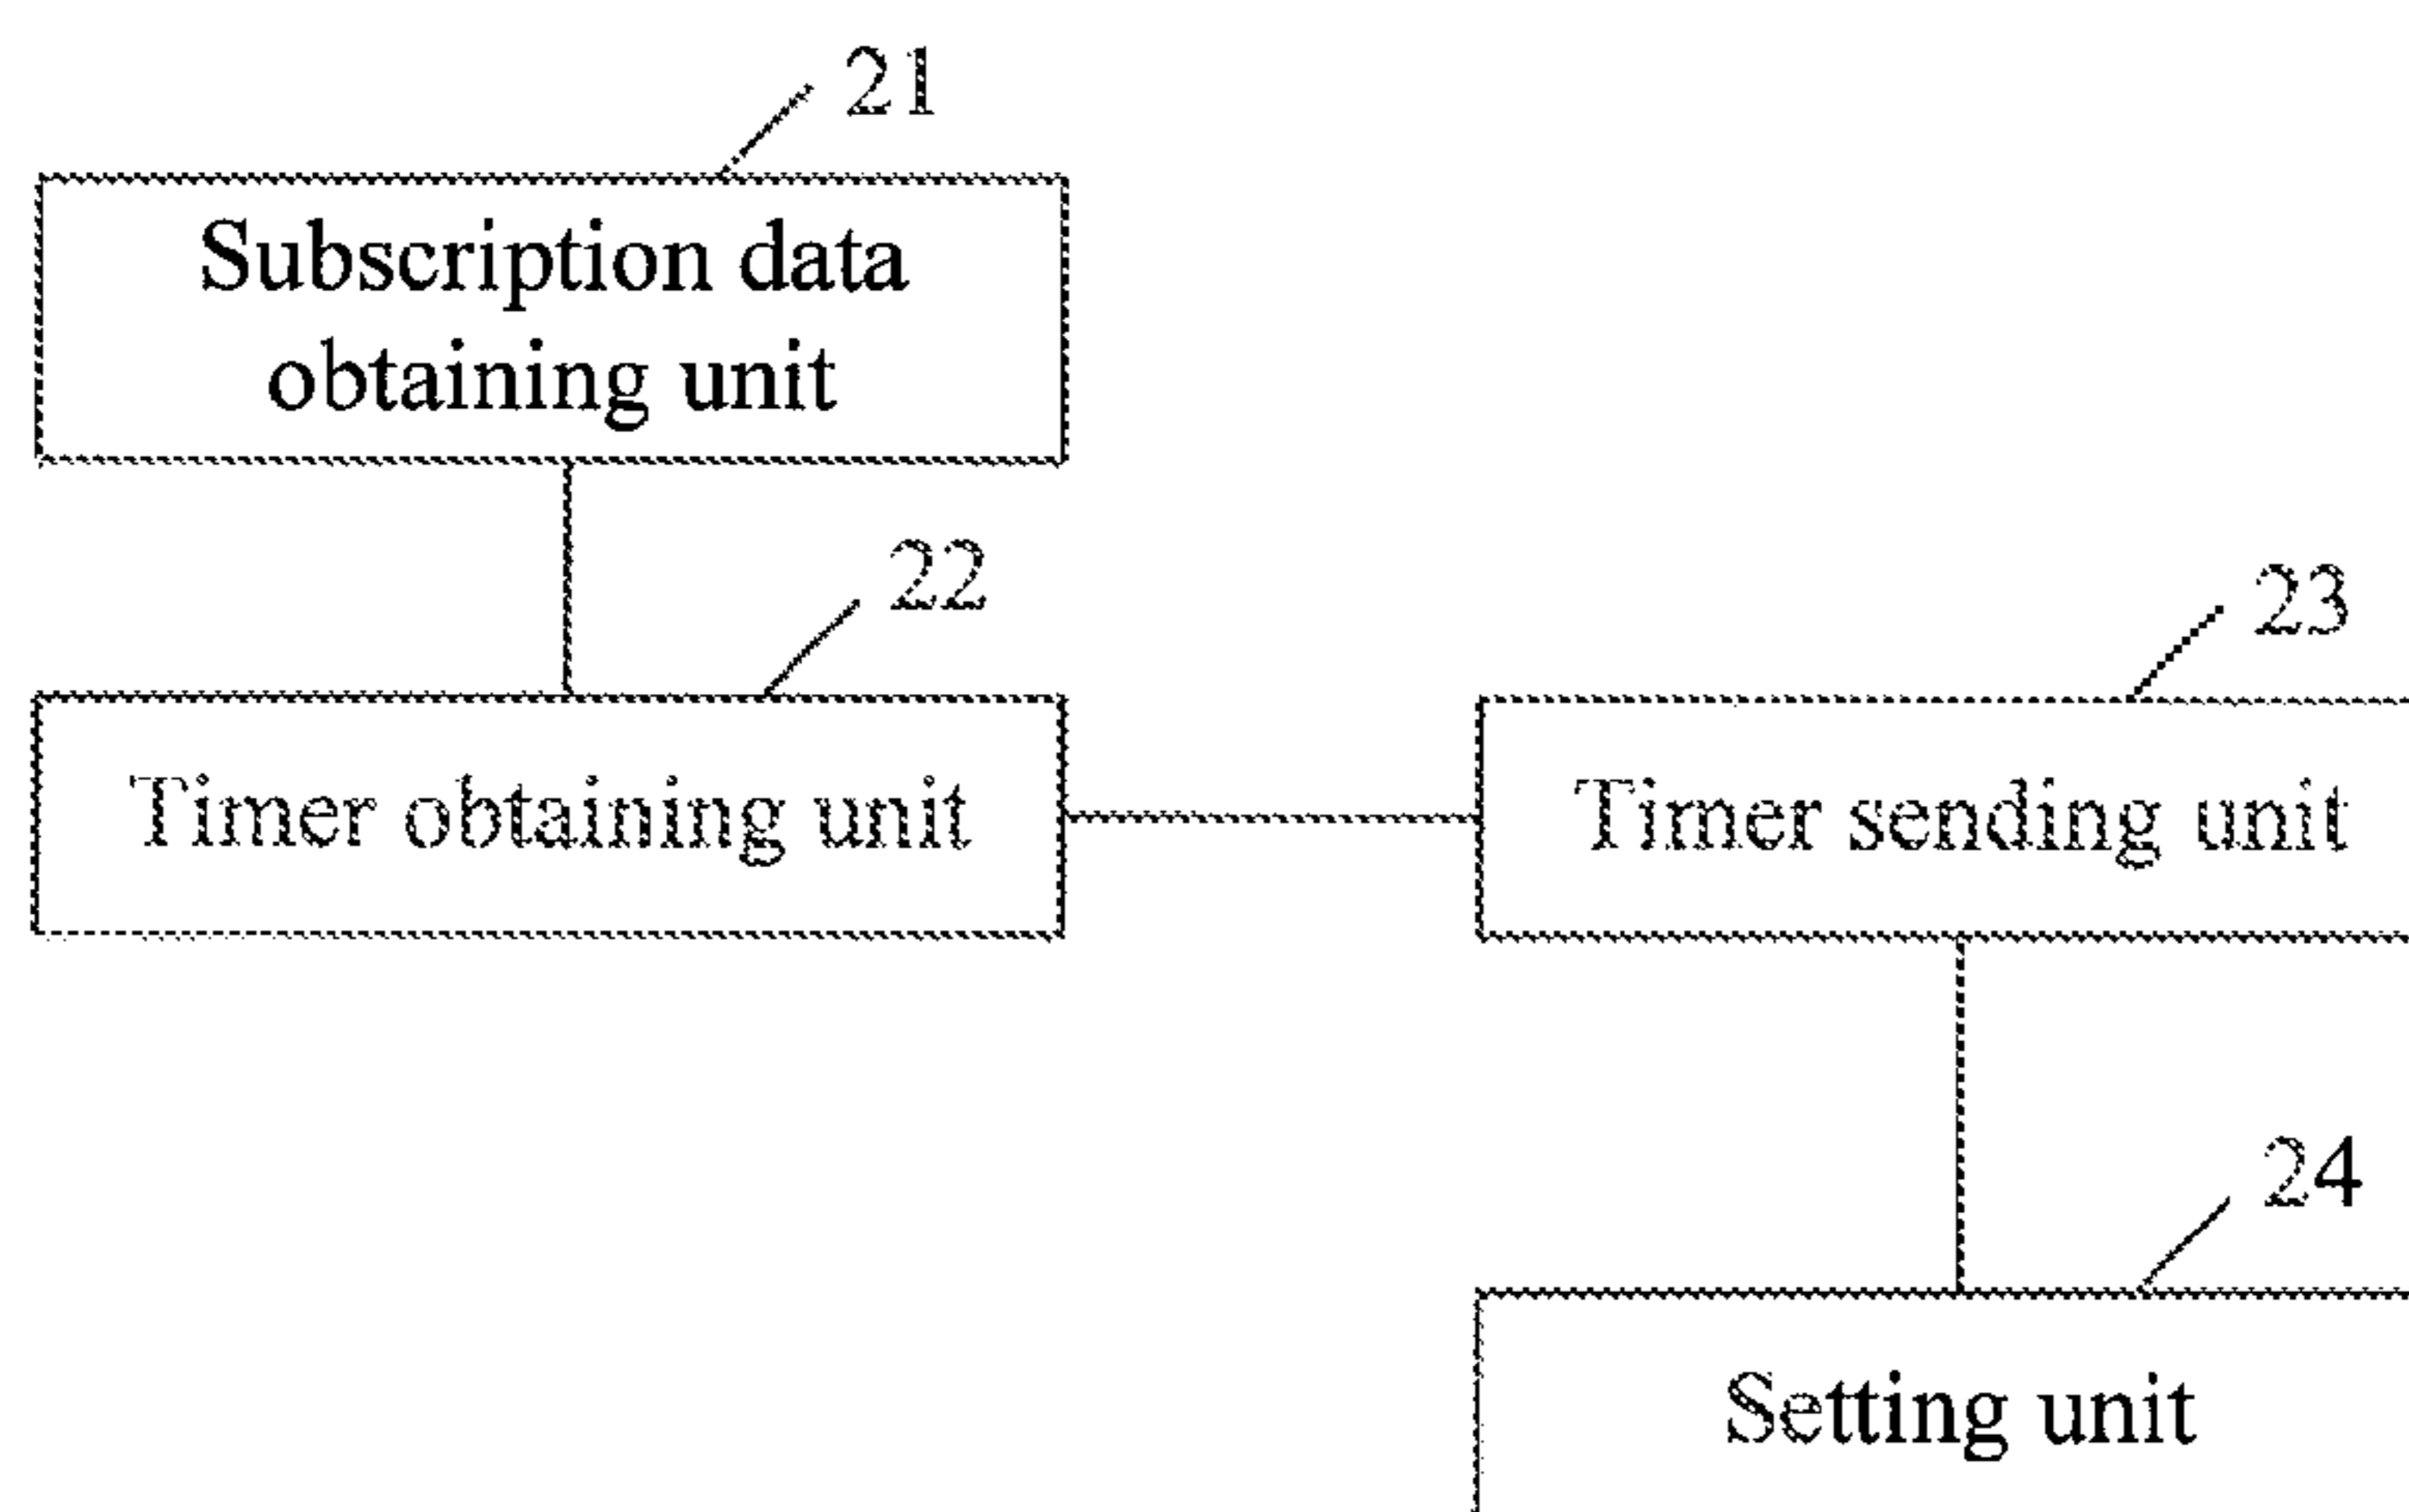 21
Subscription data
obtaining unit
22
23
Timer obtaining unit
Timer sending unit
24
Setting unit